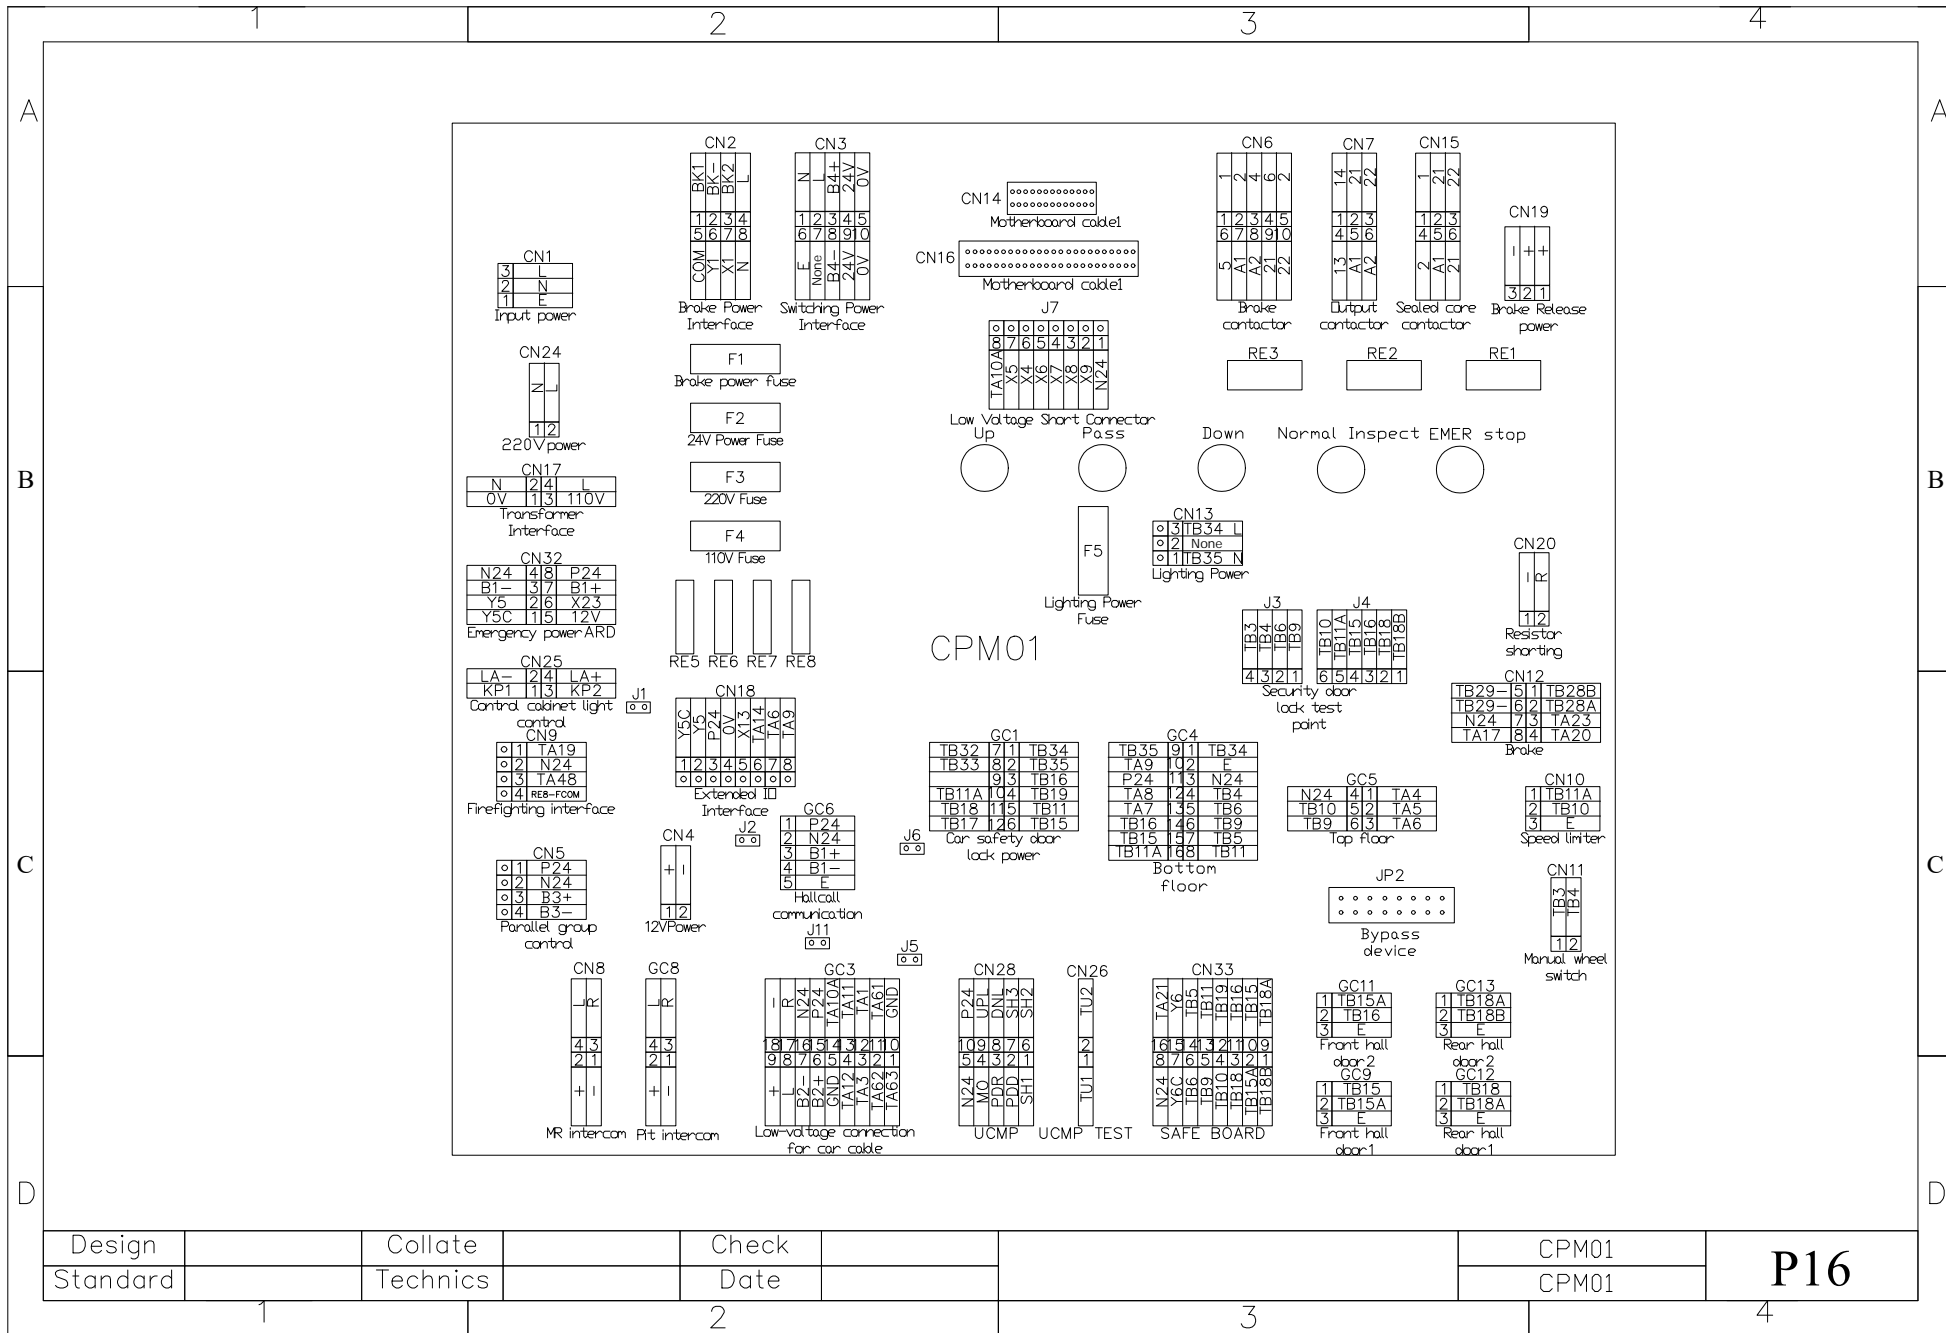 1 2 3 4
A A
B B
C C
D D
CN2
BK1 BK- BK2 L
1 2 3 4
5 6 7 8
COM Y1 X1 N
Brake Power
Interface
CN3
N L B4+ 24V 0V
1 2 3 4 5
6 7 8 9 10
E None B4- 24V 0V
Switching Power
Interface
CN14
Motherboard cable1
CN16
Motherboard cable1
CN6
1 2 4 6 2
1 2 3 4 5
6 7 8 9 10
5 A1 A2 21 22
Brake
contactor
CN7
14 21 22
1 2 3
4 5 6
13 A1 A2
Output
contactor
CN15
1 21 22
1 2 3
4 5 6
2 A1 21
Sealed core
contactor
CN19
- + +
3 2 1
Brake Release
power
CN1
3 L
2 N
1 E
Input power
CN24
N L
1 2
220V power
F1
Brake power fuse
F2
24V Power Fuse
F3
220V Fuse
F4
110V Fuse
J7
8 7 6 5 4 3 2 1
TA10A X5 X4 X6 X7 X8 X9 N24
Low Voltage Short Connector
RE3 RE2 RE1
Up Pass Down Normal Inspect EMER stop
CN17
N 2 4 L
0V 1 3 110V
Transformer
Interface
CN32
N24 4 8 P24
B1- 3 7 B1+
Y5 2 6 X23
Y5C 1 5 12V
Emergency power ARD
F5
Lighting Power
Fuse
CN13
3 TB34 L
2 None
1 TB35 N
Lighting Power
CN20
- R
1 2
Resistor
shorting
RE5 RE6 RE7 RE8
CPM01
J3
TB3 TB4 TB6 TB9
4 3 2 1
J4
TB10 TB11A TB15 TB16 TB18 TB18B
6 5 4 3 2 1
Security door
lock test
point
CN25
LA- 2 4 LA+
KP1 1 3 KP2
Control cabinet light
control
J1
CN18
Y5C Y5 P24 0V X13 TA14 TA6 TA9
1 2 3 4 5 6 7 8
Extended IO
Interface
CN12
TB29- 5 1 TB28B
TB29- 6 2 TB28A
N24 7 3 TA23
TA17 8 4 TA20
Brake
CN9
1 TA19
2 N24
3 TA48
4 RE8-FCOM
Firefighting interface
GC1
TB32 7 1 TB34
TB33 8 2 TB35
9 3 TB16
TB11A 10 4 TB19
TB18 11 5 TB11
TB17 12 6 TB15
Car safety door
lock power
GC4
TB35 9 1 TB34
TA9 10 2 E
P24 11 3 N24
TA8 12 4 TB4
TA7 13 5 TB6
TB16 14 6 TB9
TB15 15 7 TB5
TB11A 16 8 TB11
Bottom
floor
GC5
N24 4 1 TA4
TB10 5 2 TA5
TB9 6 3 TA6
Top floor
CN10
1 TB11A
2 TB10
3 E
Speed limiter
J2
GC6
1 P24
2 N24
3 B1+
4 B1-
5 E
Hallcall
communication
J6
CN4
+ -
1 2
12VPower
CN5
1 P24
2 N24
3 B3+
4 B3-
Parallel group
control
JP2
Bypass
device
CN11
TB3 TB4
1 2
Manual wheel
switch
J11
J5
CN8
L R
4 3
2 1
+ -
MR intercom
GC8
L R
4 3
2 1
+ -
Pit intercom
GC3
- R N24 P24 TA10A TA11 TA1 TA61 GND
18 17 16 15 14 13 12 11 10
9 8 7 6 5 4 3 2 1
+ L B2- B2+ GND TA12 TA3 TA62 TA63
Low-voltage connection
for car cable
CN28
P24 UPL DNL SH3 SH2
10 9 8 7 6
5 4 3 2 1
N24 MO PDR PDD SH1
UCMP
CN26
TU2
2
1
TU1
UCMP TEST
CN33
TA21 Y6 TB5 TB11 TB19 TB16 TB15 TB18A
16 15 14 13 12 11 10 9
8 7 6 5 4 3 2 1
N24 Y6C TB6 TB9 TB10 TB18 TB15A TB18B
SAFE BOARD
GC11
1 TB15A
2 TB16
3 E
Front hall
door2
GC13
1 TB18A
2 TB18B
3 E
Rear hall
door2
GC9
1 TB15
2 TB15A
3 E
Front hall
door1
GC12
1 TB18
2 TB18A
3 E
Rear hall
door1
Design Collate Check CPM01
Standard Technics Date CPM01
P16
1 2 3 4